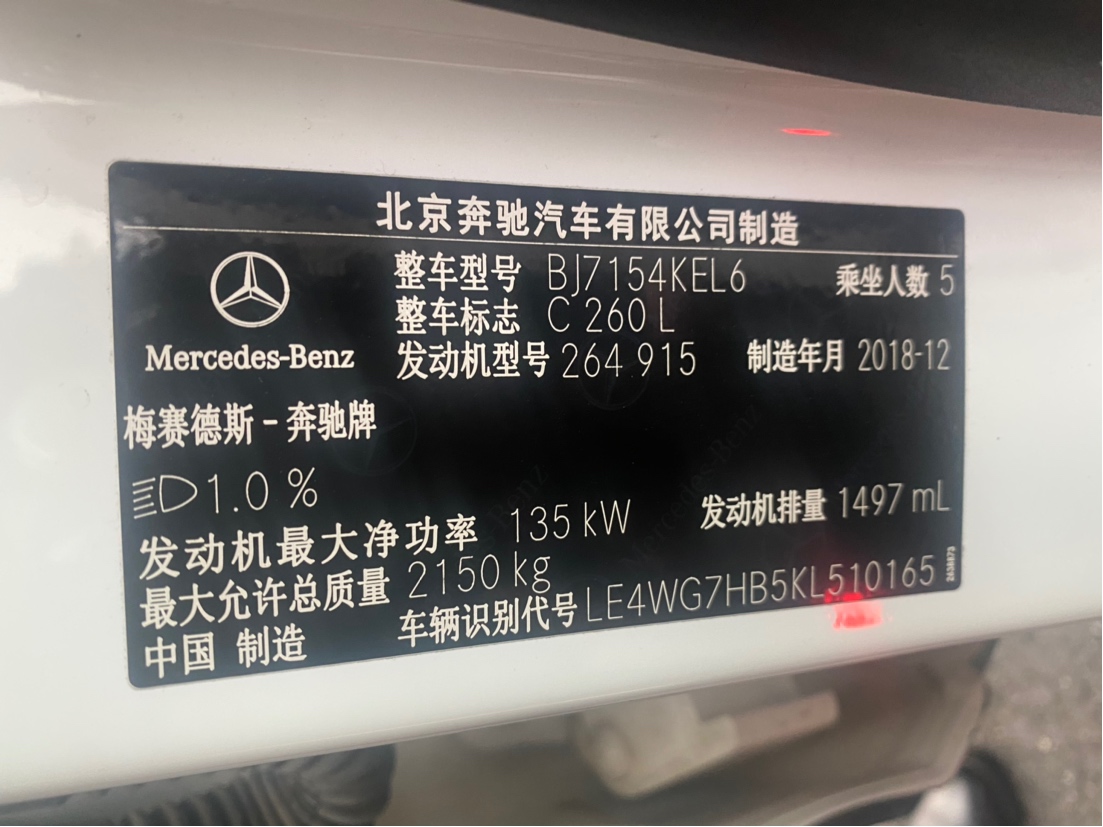 北京奔驰汽车有限公司制造
整车型号 BJ7154KEL6 乘坐人数 5
整车标志 C 260 L
Mercedes-Benz
发动机型号 264 915 制造年月 2018-12
梅赛德斯-奔驰牌
1.0 %
发动机最大净功率 135 kW 发动机排量 1497 mL
最大允许总质量 2150 kg
车辆识别代号 LE4WG7HB5KL510165
中国 制造